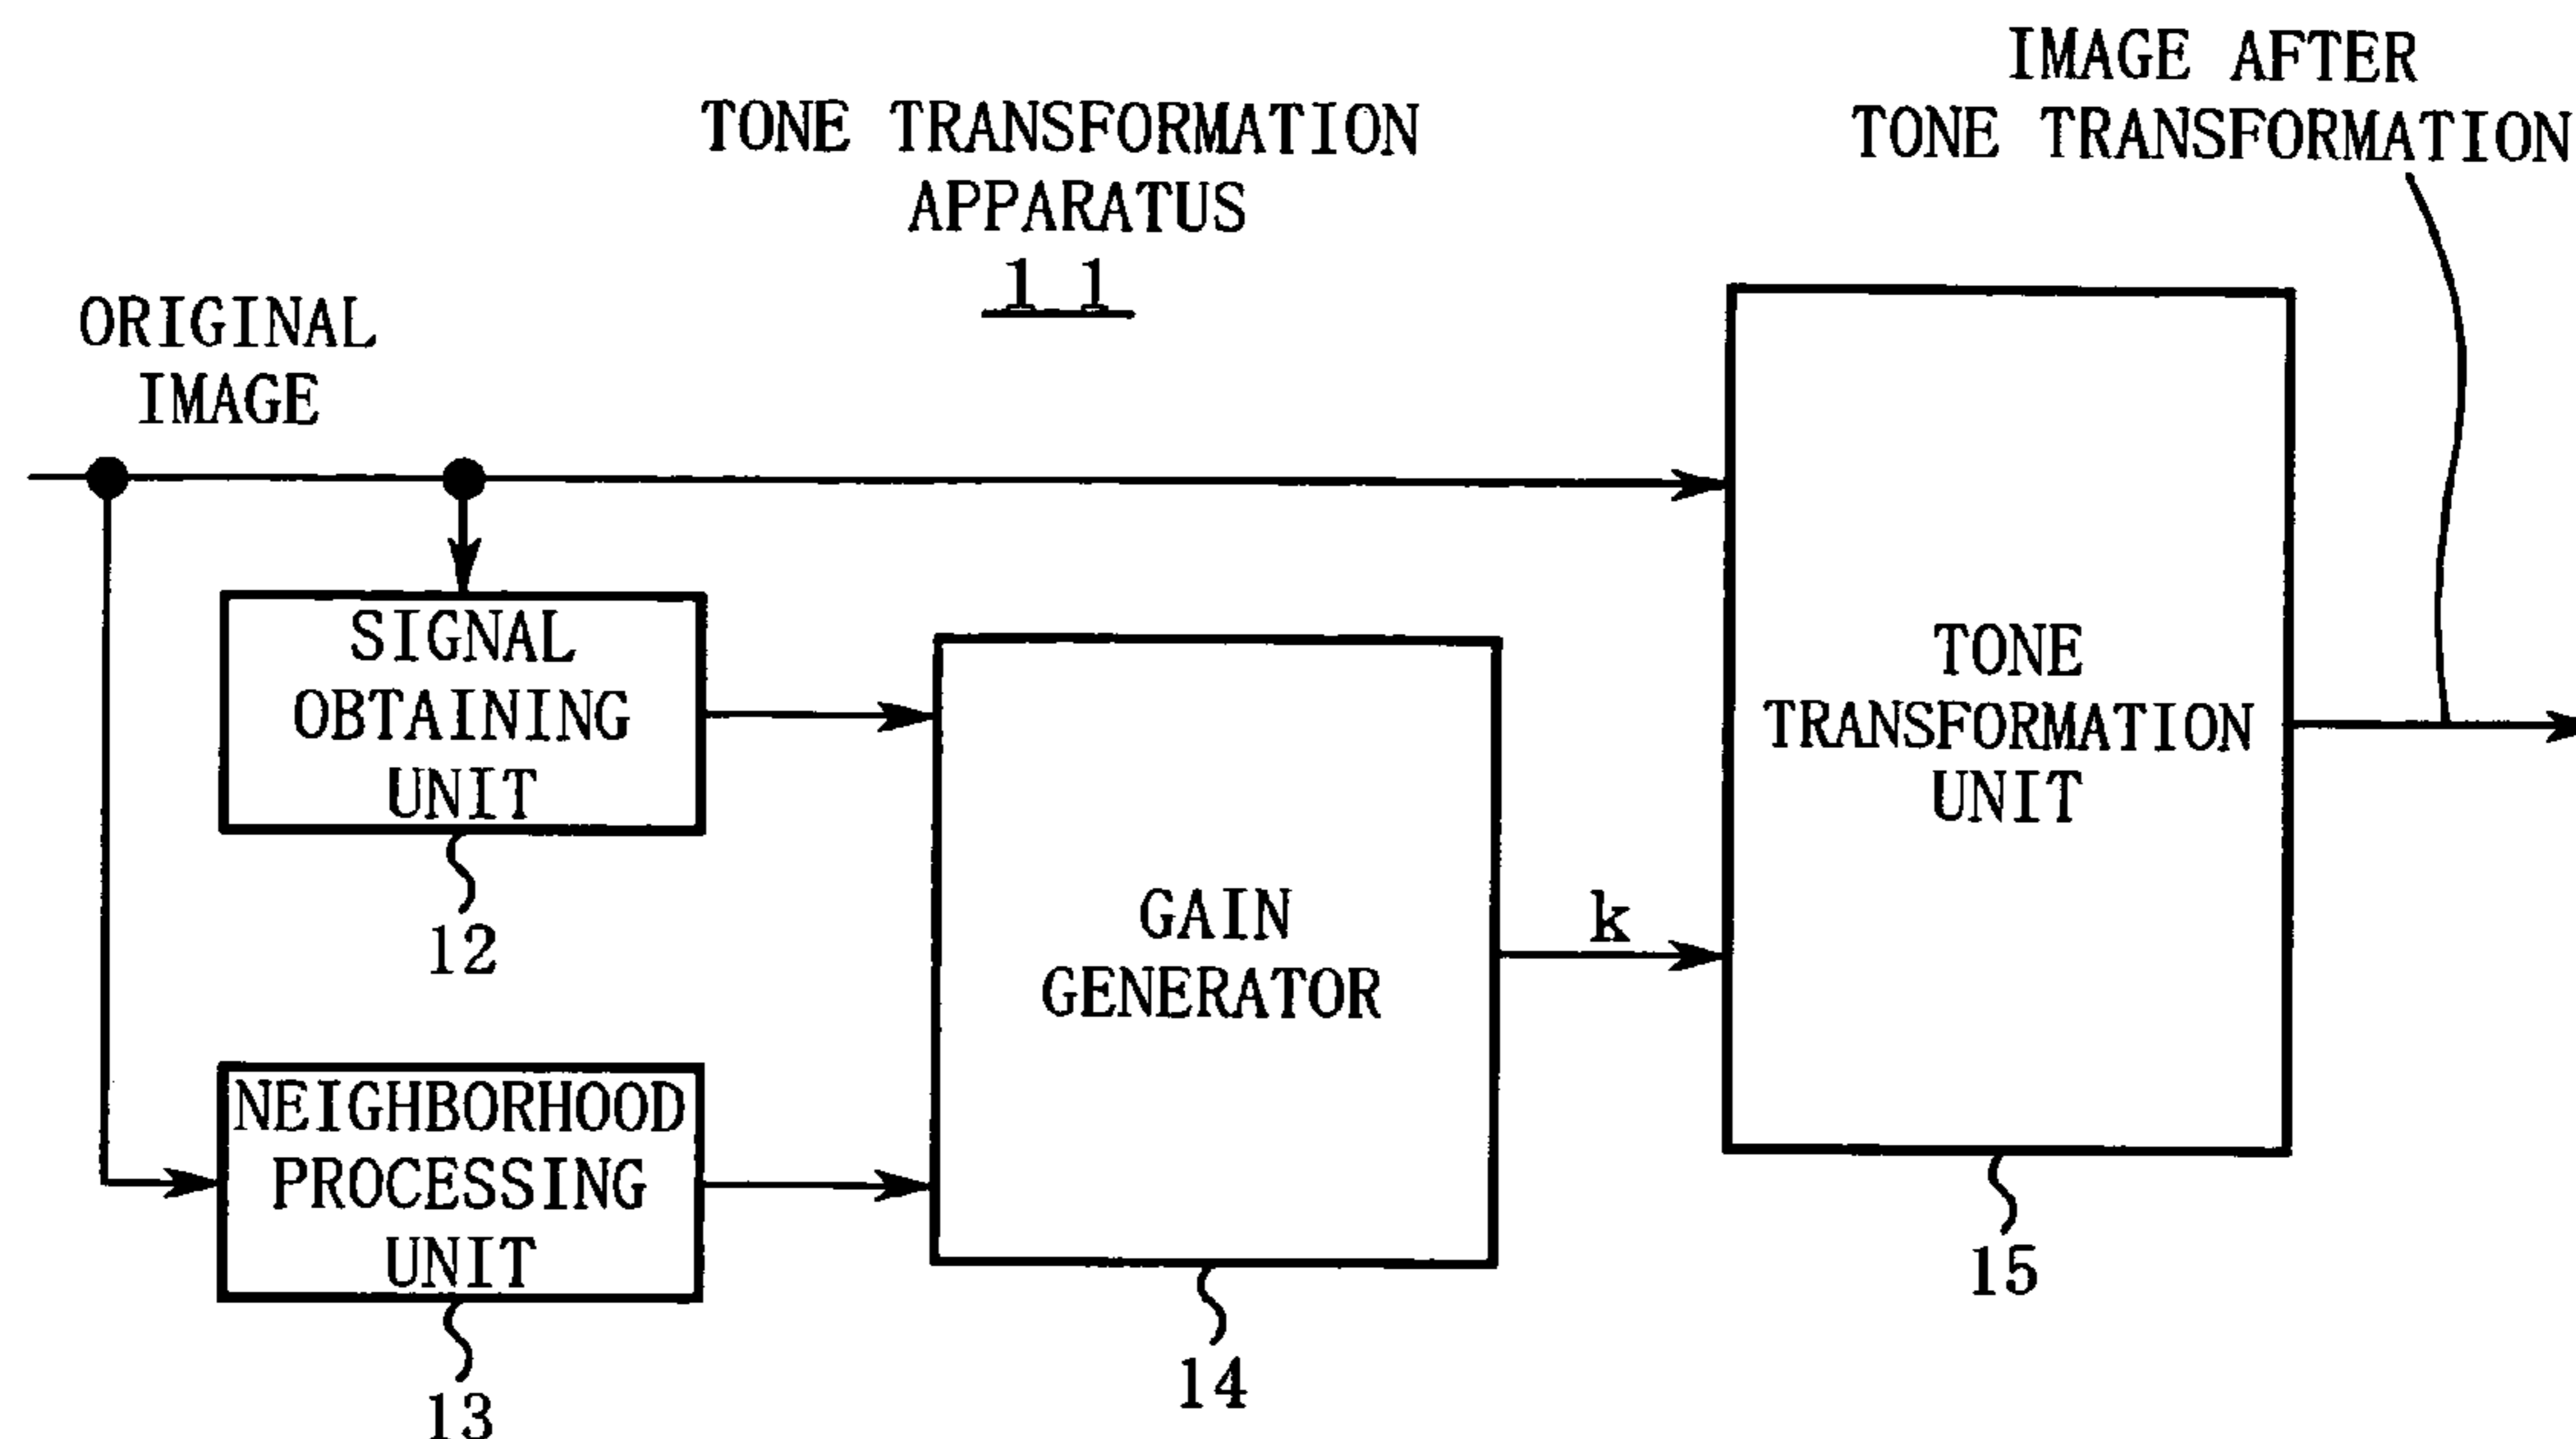 IMAGE AFTER
TONE TRANSFORMATION
TONE TRANSFORMATION
APPARATUS
11
ORIGINAL
IMAGE
SIGNAL
OBTAINING
UNIT
12
NEIGHBORHOOD
PROCESSING
UNIT
13
GAIN
GENERATOR
14
k
TONE
TRANSFORMATION
UNIT
15